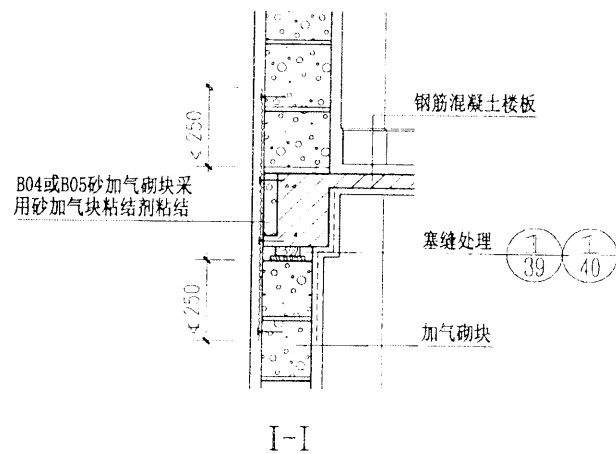 钢筋混凝土楼板
< 250
B04或B05砂加气砌块采
用砂加气块粘结剂粘结
塞缝处理
1
39
1
40
< 250
加气砌块
I-I